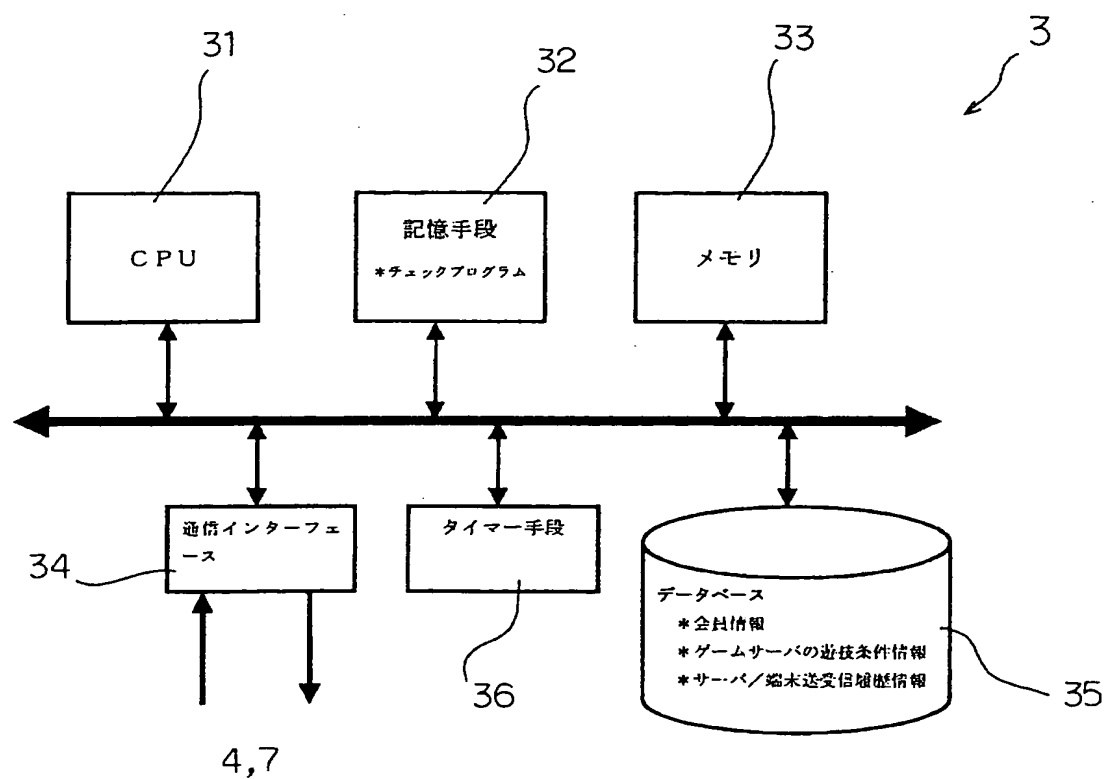 3
31
32
33
CPU
記憶手段
*チェックプログラム
メモリ
通信インターフェ
ース
タイマー手段
データベース
*会員情報
*ゲームサーバの遊技条件情報
*サーバ/端末送受信履歴情報
34
36
35
4,7